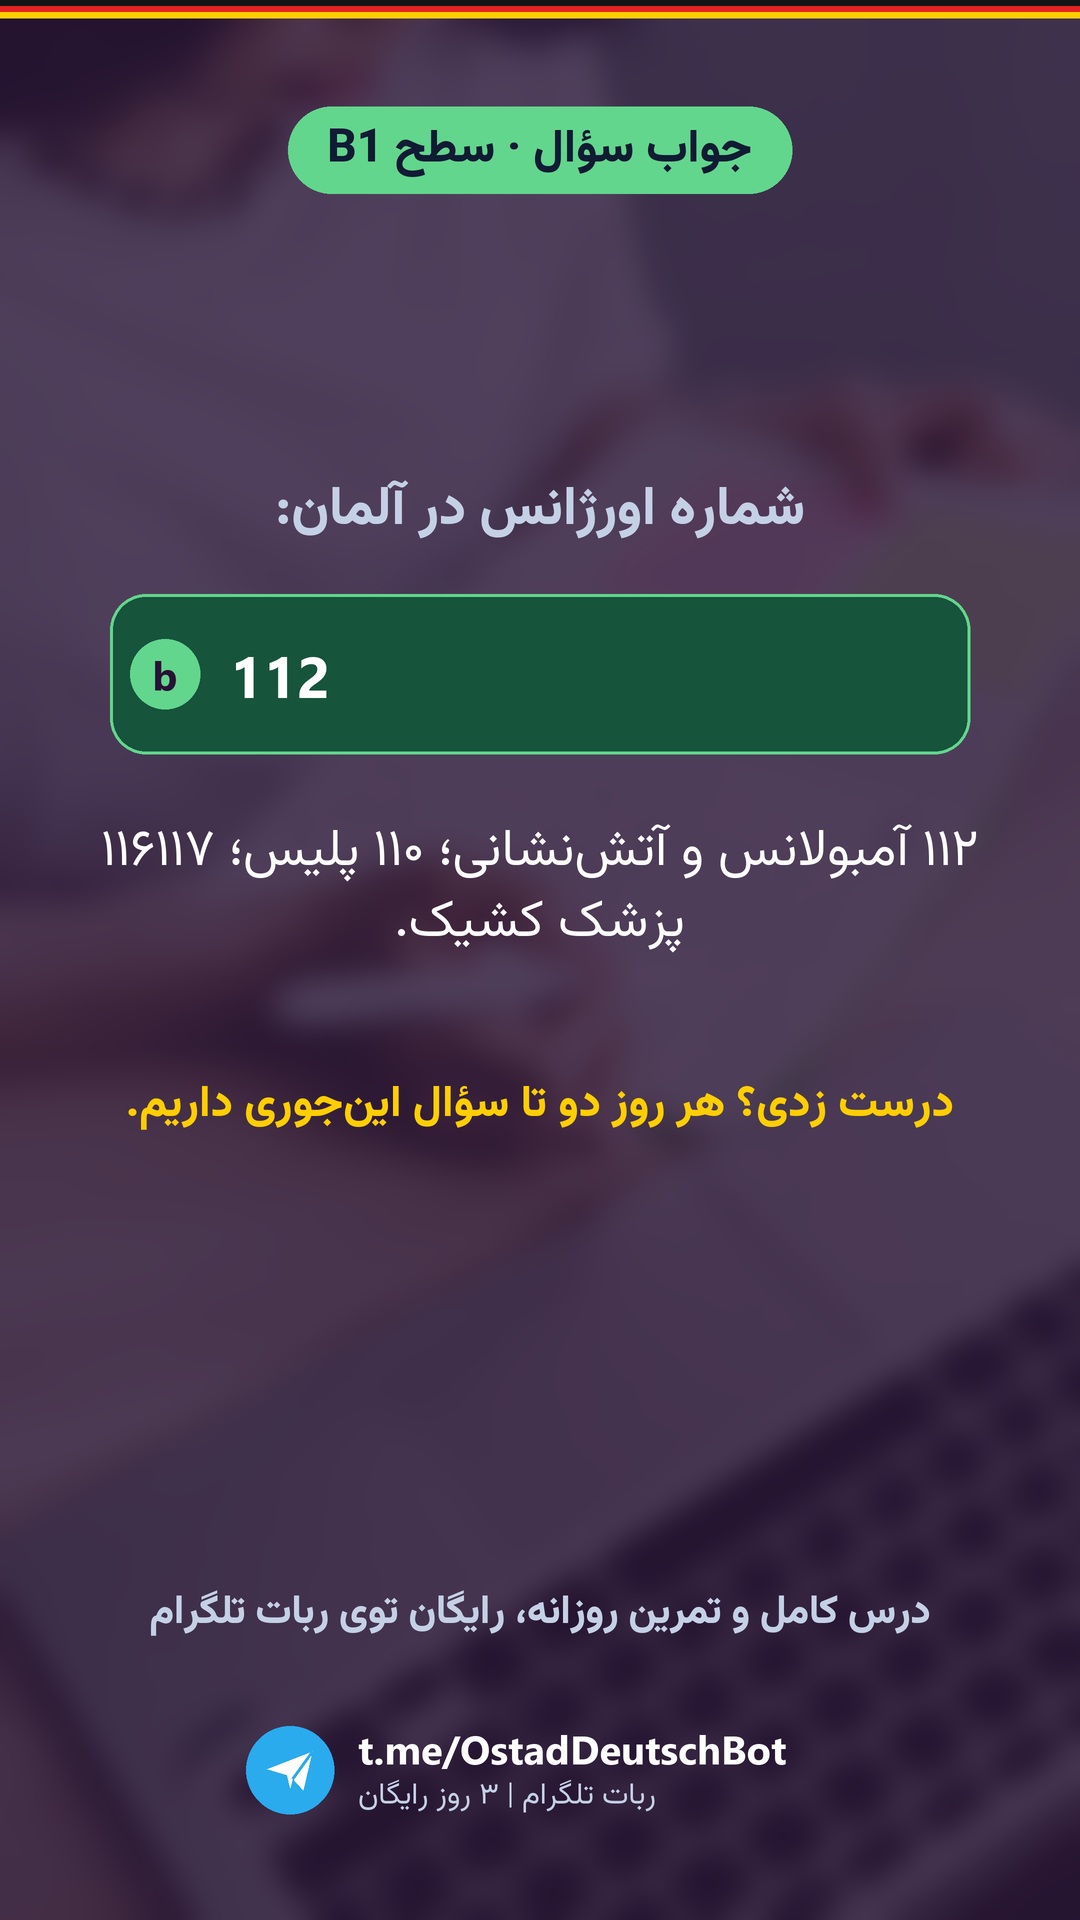 جواب سؤال · سطح B1
شماره اورژانس در آلمان:
b 112
۱۱۲ آمبولانس و آتش‌نشانی؛ ۱۱۰ پلیس؛ ۱۱۶۱۱۷
پزشک کشیک.
درست زدی؟ هر روز دو تا سؤال این‌جوری داریم.
درس کامل و تمرین روزانه، رایگان توی ربات تلگرام
t.me/OstadDeutschBot
ربات تلگرام | ۳ روز رایگان